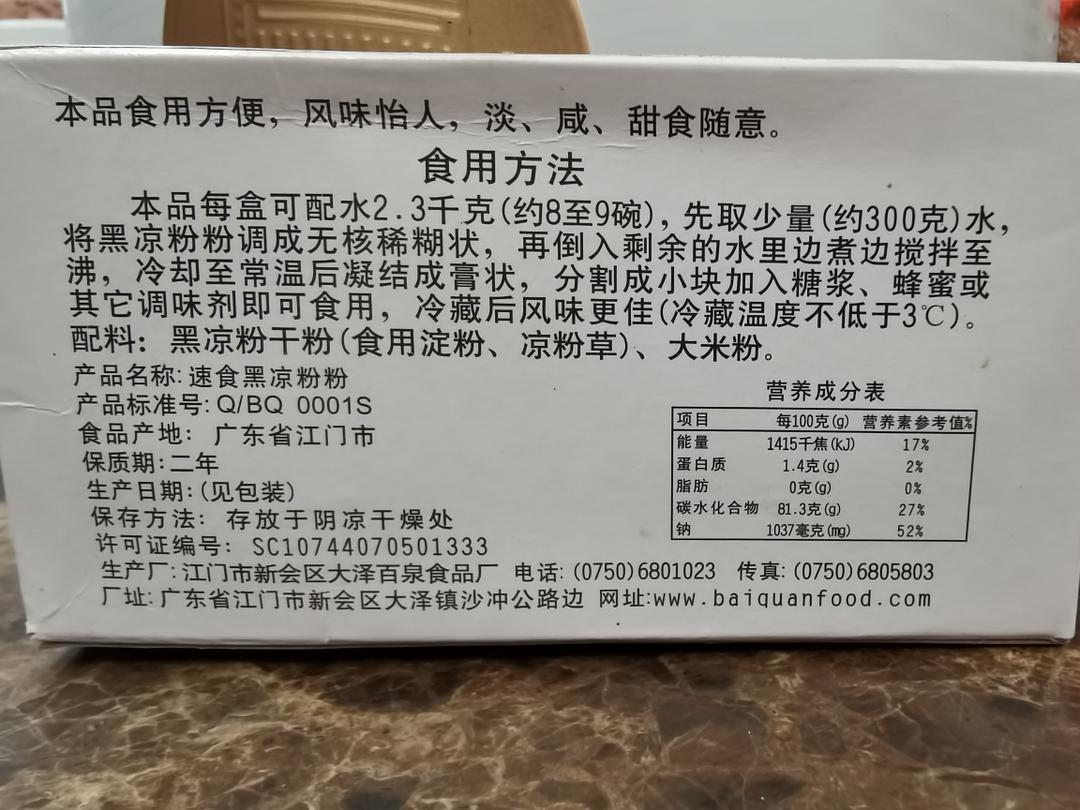 本品食用方便，风味怡人，淡、咸、甜食随意。
食用方法
本品每盒可配水2.3千克(约8至9碗)，先取少量(约300克)水，
将黑凉粉粉调成无核稀糊状，再倒入剩余的水里边煮边搅拌至
沸，冷却至常温后凝结成膏状，分割成小块加入糖浆、蜂蜜或
其它调味剂即可食用，冷藏后风味更佳(冷藏温度不低于3℃)。
配料：黑凉粉干粉(食用淀粉、凉粉草)、大米粉。
产品名称：速食黑凉粉粉
产品标准号：Q/BQ 0001S
食品产地：广东省江门市
保质期：二年
生产日期：(见包装)
保存方法：存放于阴凉干燥处
许可证编号：SC10744070501333
营养成分表
项目 每100克(g) 营养素参考值%
能量 1415千焦(kJ) 17%
蛋白质 1.4克(g) 2%
脂肪 0克(g) 0%
碳水化合物 81.3克(g) 27%
钠 1037毫克(mg) 52%
生产厂：江门市新会区大泽百泉食品厂 电话：(0750)6801023 传真：(0750)6805803
厂址：广东省江门市新会区大泽镇沙冲公路边 网址:www.baiquanfood.com